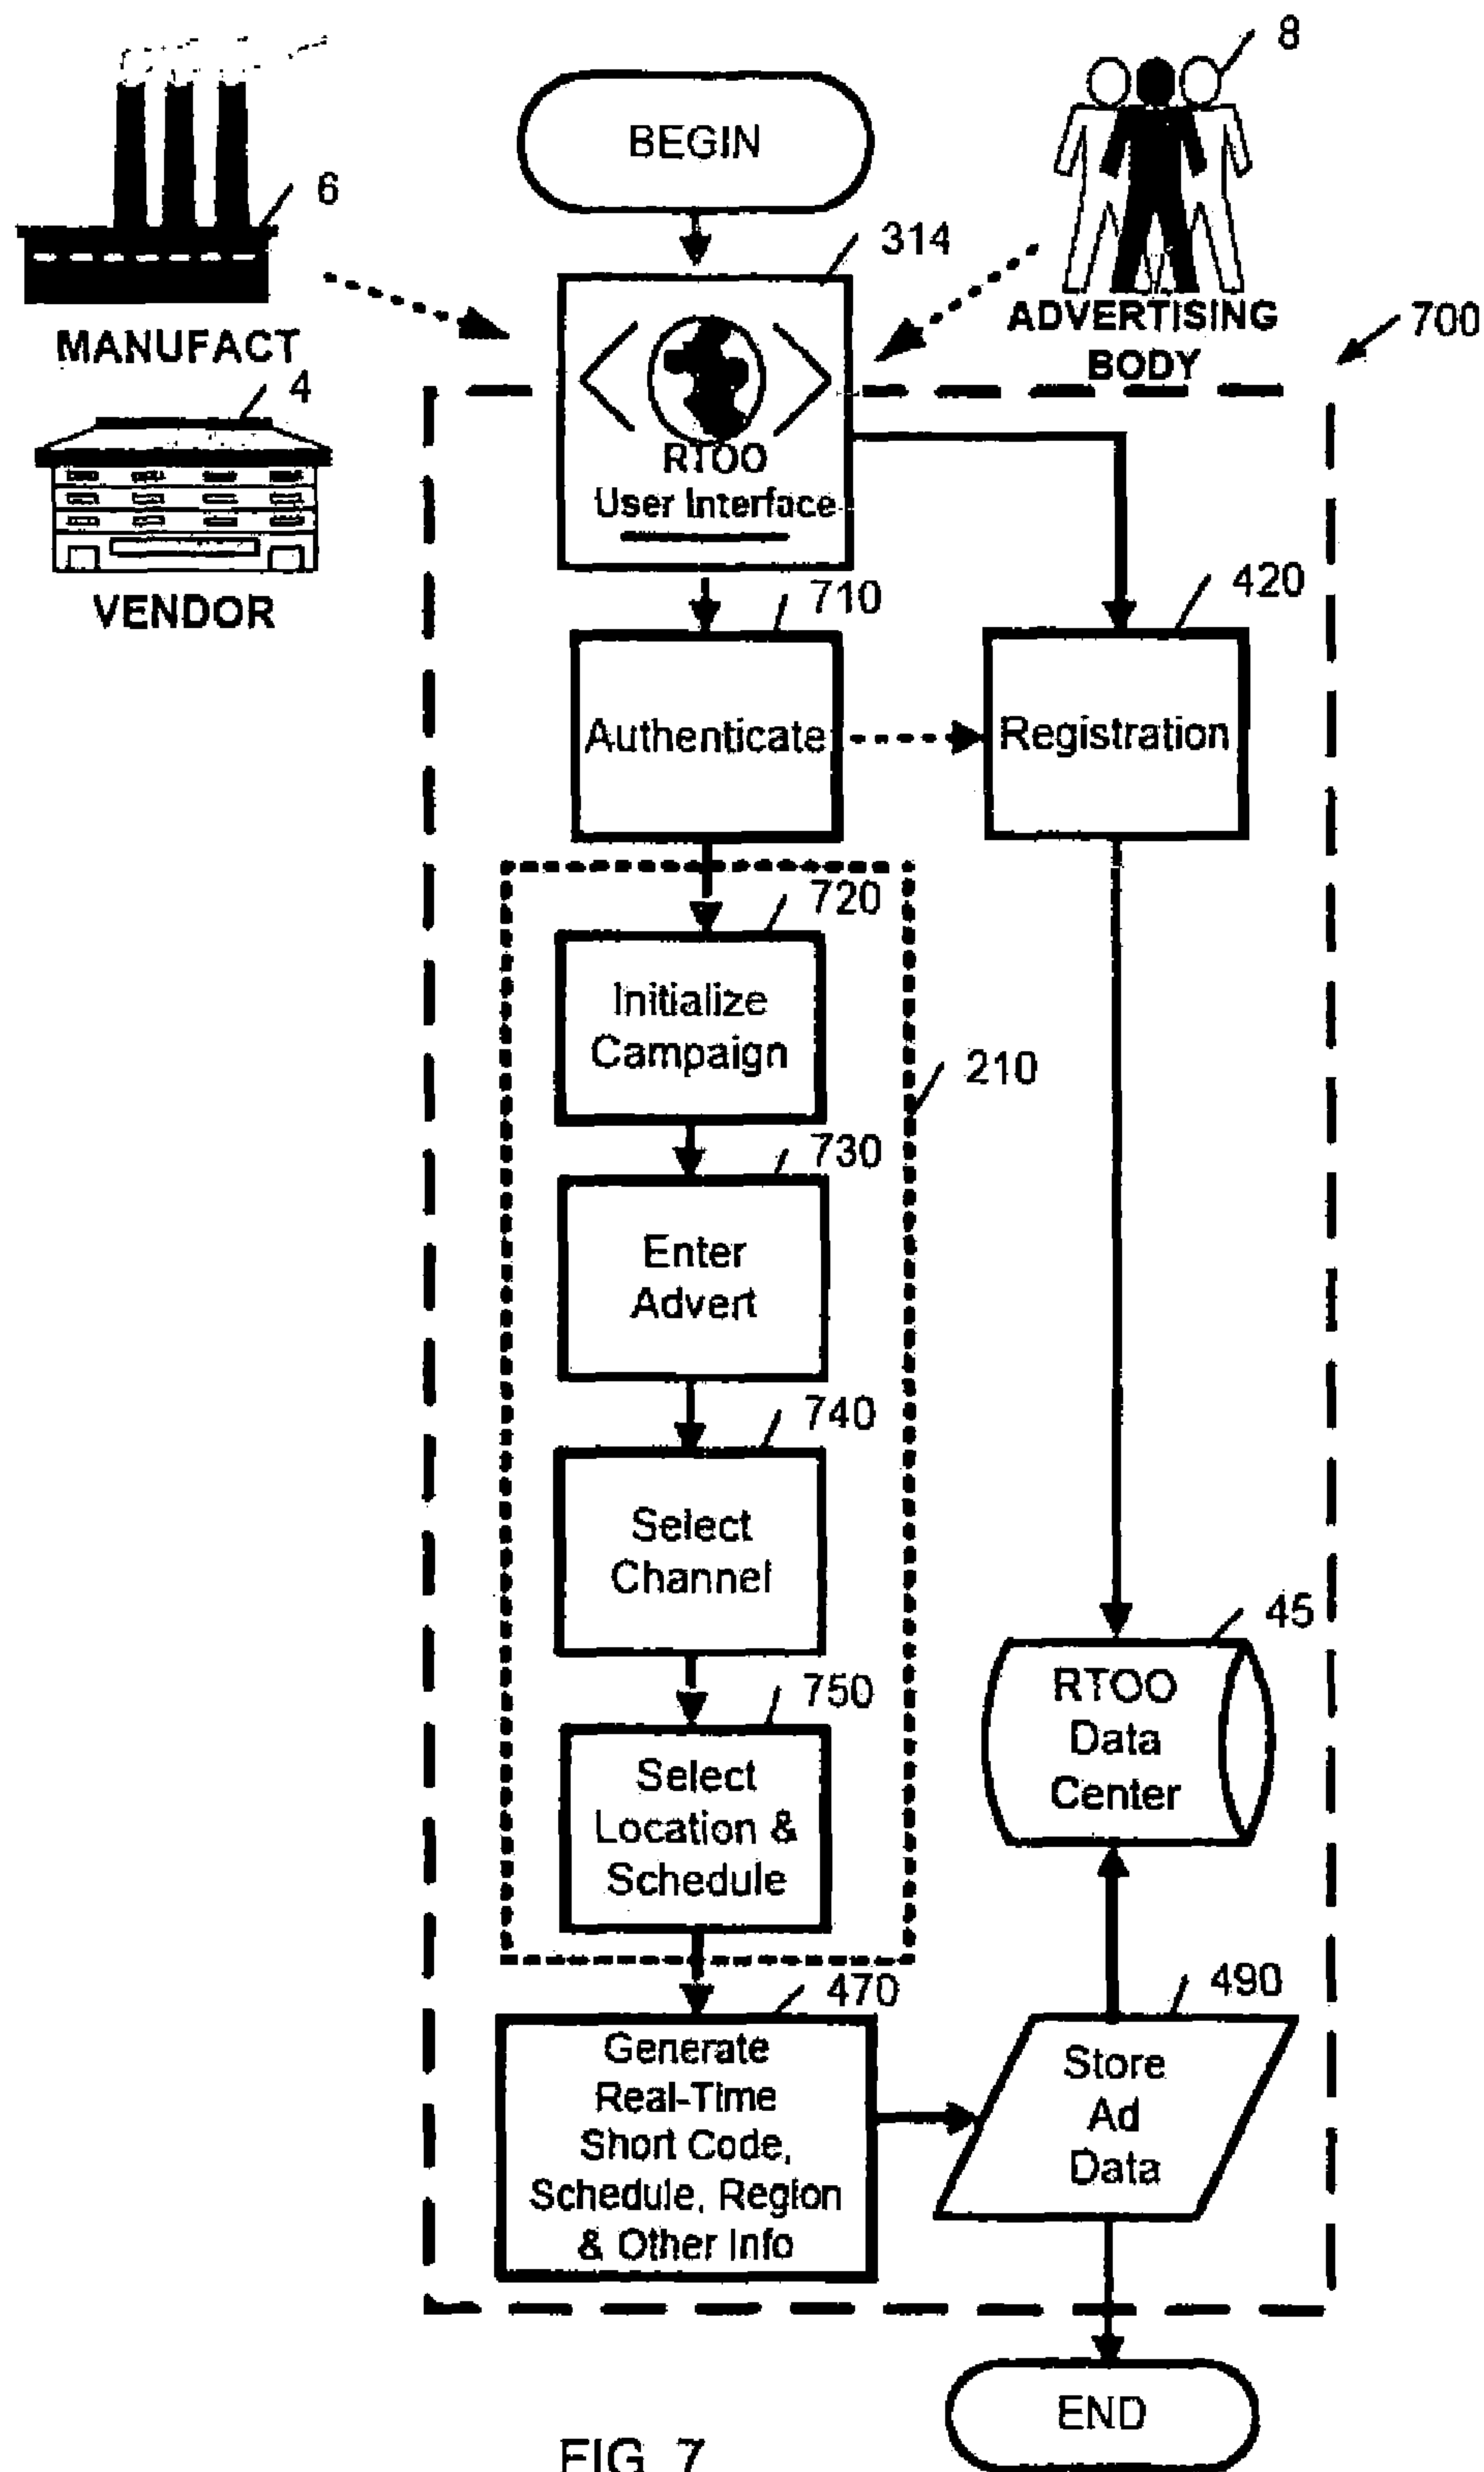 8
BEGIN
6
314
MANUFACT
ADVERTISING
BODY
700
4
RTOO
User Interface
VENDOR
710
420
Authenticate
Registration
720
Initialize
Campaign
210
730
Enter
Advert
740
Select
Channel
45
RTOO
Data
Center
750
Select
Location &
Schedule
470
490
Generate
Real-Time
Short Code,
Schedule, Region
& Other Info
Store
Ad
Data
END
FIG. 7